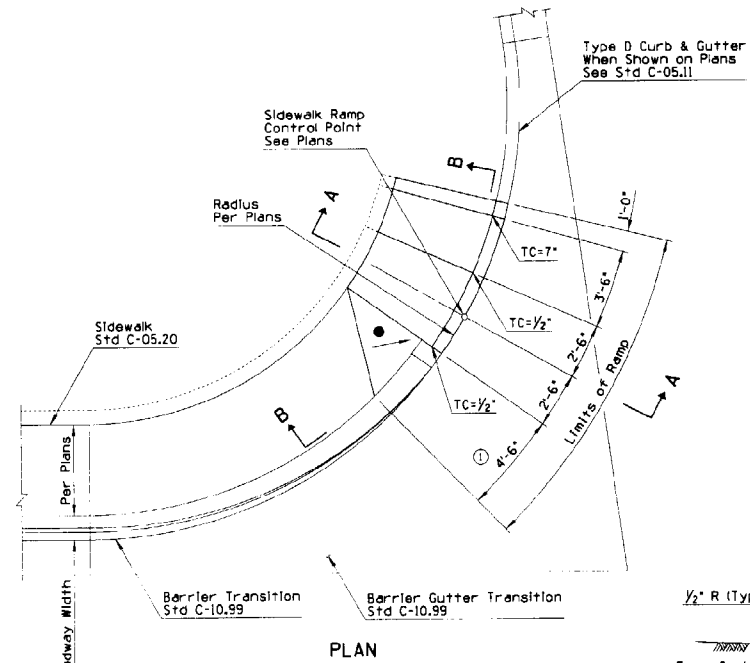 Type D Curb & Gutter
When Shown on Plans
See Std C-05.11
Sidewalk Ramp
Control Point
See Plans
B
A
Radius
Per Plans
1'-0"
TC=7"
3'-6"
Sidewalk
Std C-05.20
TC=½"
2'-6"
A
2'-6"
Limits of Ramp
TC=½"
B
① 4'-6"
Per Plans
Barrier Transition
Std C-10.99
Barrier Gutter Transition
Std C-10.99
½" R (Typ
Width
PLAN